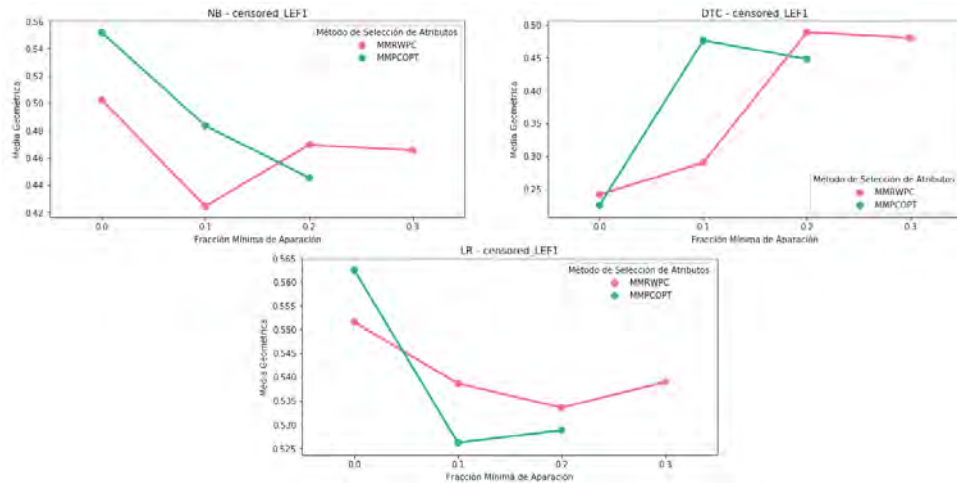 NB - censored_LEF1
Método de Selección de Atributos
MMRWPC
MMPCOPT
0.56
0.54
0.52
0.50
0.48
0.46
0.44
0.42
Media Geométrica
0.0 0.1 0.2 0.3
Fracción Mínima de Aparación
DTC - censored_LEF1
0.50
0.45
0.40
0.35
0.30
0.25
Media Geométrica
Método de Selección de Atributos
MMRWPC
MMPCOPT
0.0 0.1 0.2 0.3
Fracción Mínima de Aparación
LR - censored_LEF1
Método de Selección de Atributos
MMRWPC
MMPCOPT
0.565
0.560
0.555
0.550
0.545
0.540
0.535
0.530
0.525
Media Geométrica
0.0 0.1 0.2 0.3
Fracción Mínima de Aparación